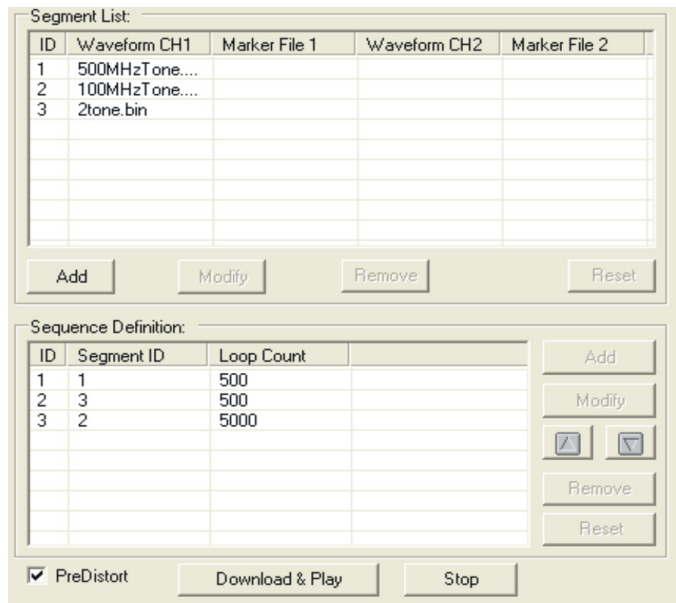 Segment List:
ID Waveform CH1 Marker File 1 Waveform CH2 Marker File 2
1 500MHzTone....
2 100MHzTone....
3 2tone.bin
Add Modify Remove Reset
Sequence Definition:
ID Segment ID Loop Count
1 1 500
2 3 500
3 2 5000
Add
Modify
Remove
Reset
PreDistort Download & Play Stop